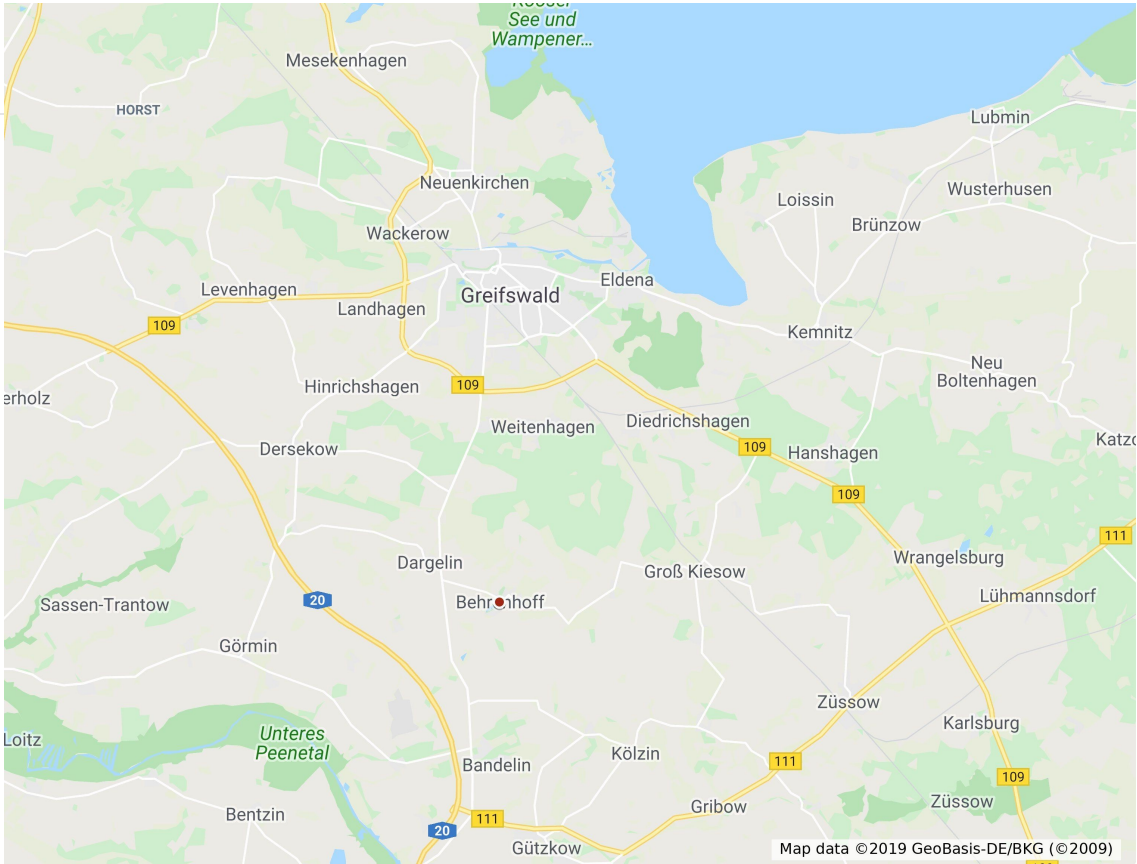 See und
Wampener...
Mesekenhagen
HORST
Lubmin
Neuenkirchen
Wusterhusen
Loissin
Brünzow
Wackerow
Eldena
Levenhagen
Greifswald
Landhagen
109
Kemnitz
Neu
Boltenhagen
Hinrichshagen
109
erholz
Weitenhagen
Diedrichshagen
Dersekow
109
Hanshagen
109
111
Dargelin
Wrangelsburg
Groß Kiesow
20
Lühmannsdorf
Sassen-Trantow
Görmin
Züssow
Karlsburg
Loitz
Unteres
Peenetal
Kölzin
Bandelin
111
109
Züssow
Gribow
Bentzin
111
20
Gützkow
Map data ©2019 GeoBasis-DE/BKG (©2009)